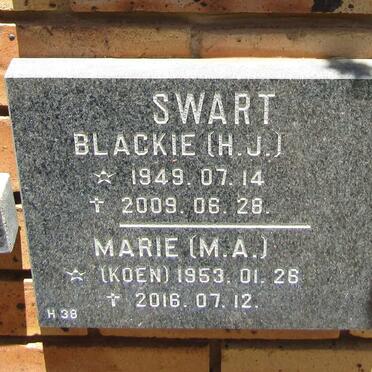 SWART
BLACKIE (H.J.)
☆ 1949.07.14
✝ 2009.06.28.
MARIE (M.A.)
☆ (KOEN) 1953.01.26
✝ 2016.07.12.
H 38